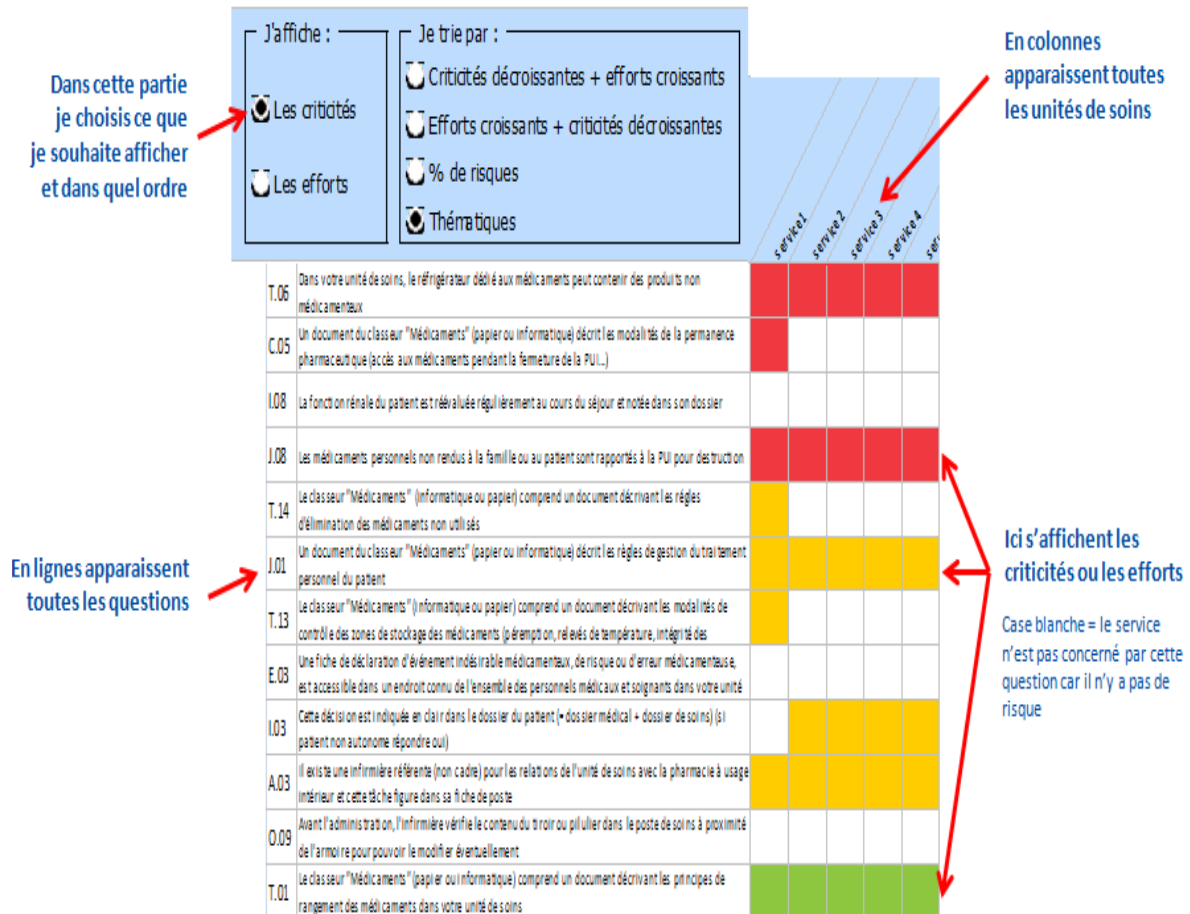 J'affiche :
Je trie par :
Les criticités
Les efforts
Criticités décroissantes + efforts croissants
Efforts croissants + criticités décroissantes
% de risques
Thématiques
Dans cette partie
je choisis ce que
je souhaite afficher
et dans quel ordre
En colonnes
apparaissent toutes
les unités de soins
service 1
service 2
service 3
service 4
ser
T.06 Dans votre unité de soins, le réfrigérateur dédié aux médicaments peut contenir des produits non
médicamenteux
C.05 Un document du classeur "Médicaments" (papier ou informatique) décrit les modalités de la permanence
pharmaceutique (accès aux médicaments pendant la fermeture de la PUI...)
I.08 La fonction rénale du patient est réévaluée régulièrement au cours du séjour et notée dans son dossier
J.08 Les médicaments personnels non rendus à la famille ou au patient sont rapportés à la PUI pour destruction
T.14 Le classeur "Médicaments" (informatique ou papier) comprend un document décrivant les règles
d'élimination des médicaments non utilisés
J.01 Un document du classeur "Médicaments" (papier ou informatique) décrit les règles de gestion du traitement
personnel du patient
T.13 Le classeur "Médicaments" (informatique ou papier) comprend un document décrivant les modalités de
contrôle des zones de stockage des médicaments (péremption, relevés de température, intégrité des
E.03 Une fiche de déclaration d'événement indésirable médicamenteux, de risque ou d'erreur médicamenteuse,
est accessible dans un endroit connu de l'ensemble des personnels médicaux et soignants dans votre unité
I.03 Cette décision est indiquée en clair dans le dossier du patient (= dossier médical + dossier de soins) (si
patient non autonome répondre oui)
A.03 Il existe une infirmière référente (non cadre) pour les relations de l'unité de soins avec la pharmacie à usage
intérieur et cette tâche figure dans sa fiche de poste
O.09 Avant l'administration, l'infirmière vérifie le contenu du tiroir ou pilulier dans le poste de soins à proximité
de l'armoire pour pouvoir le modifier éventuellement
T.01 Le classeur "Médicaments" (papier ou informatique) comprend un document décrivant les principes de
rangement des médicaments dans votre unité de soins
En lignes apparaissent
toutes les questions
Ici s'affichent les
criticités ou les efforts
Case blanche = le service
n'est pas concerné par cette
question car il n'y a pas de
risque